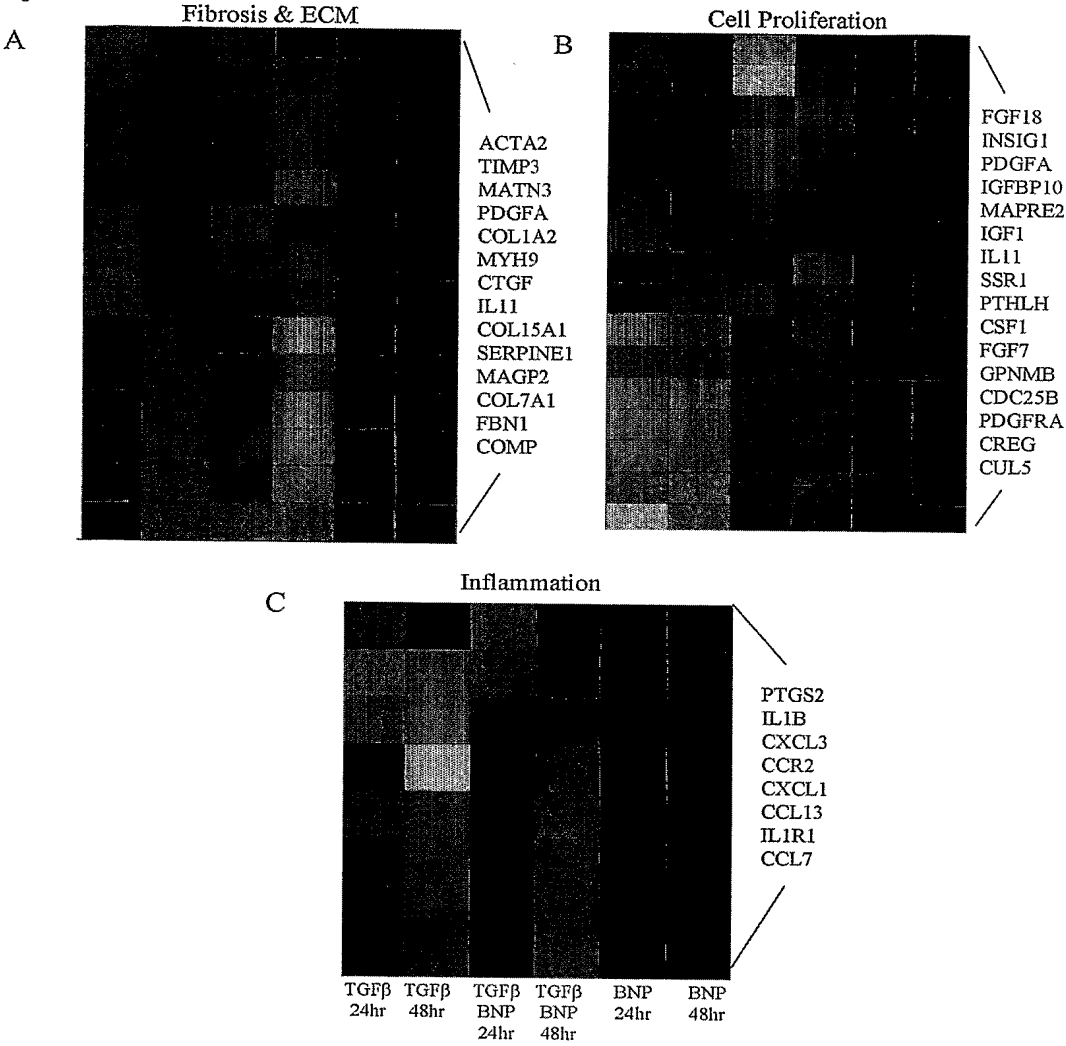 Fibrosis & ECM
A
ACTA2
TIMP3
MATN3
PDGFA
COL1A2
MYH9
CTGF
IL11
COL15A1
SERPINE1
MAGP2
COL7A1
FBN1
COMP
Cell Proliferation
B
FGF18
INSIG1
PDGFA
IGFBP10
MAPRE2
IGF1
IL11
SSR1
PTHLH
CSF1
FGF7
GPNMB
CDC25B
PDGFRA
CREG
CUL5
Inflammation
C
PTGS2
IL1B
CXCL3
CCR2
CXCL1
CCL13
IL1R1
CCL7
TGFβ 24hr
TGFβ 48hr
TGFβ BNP 24hr
TGFβ BNP 48hr
BNP 24hr
BNP 48hr